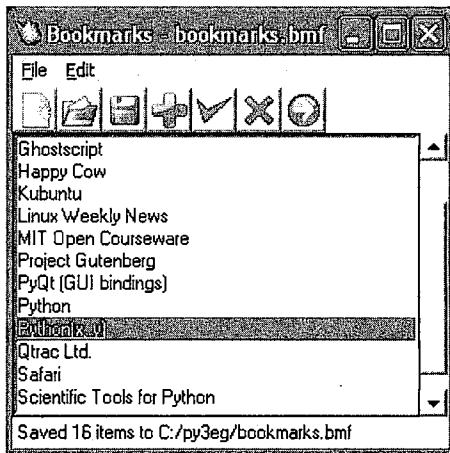 Bookmarks - bookmarks.bmf
File Edit
Ghostscript
Happy Cow
Kubuntu
Linux Weekly News
MIT Open Courseware
Project Gutenberg
PyQt (GUI bindings)
Python
Python(x,y)
Qtrac Ltd.
Safari
Scientific Tools for Python
Saved 16 items to C:/py3eg/bookmarks.bmf